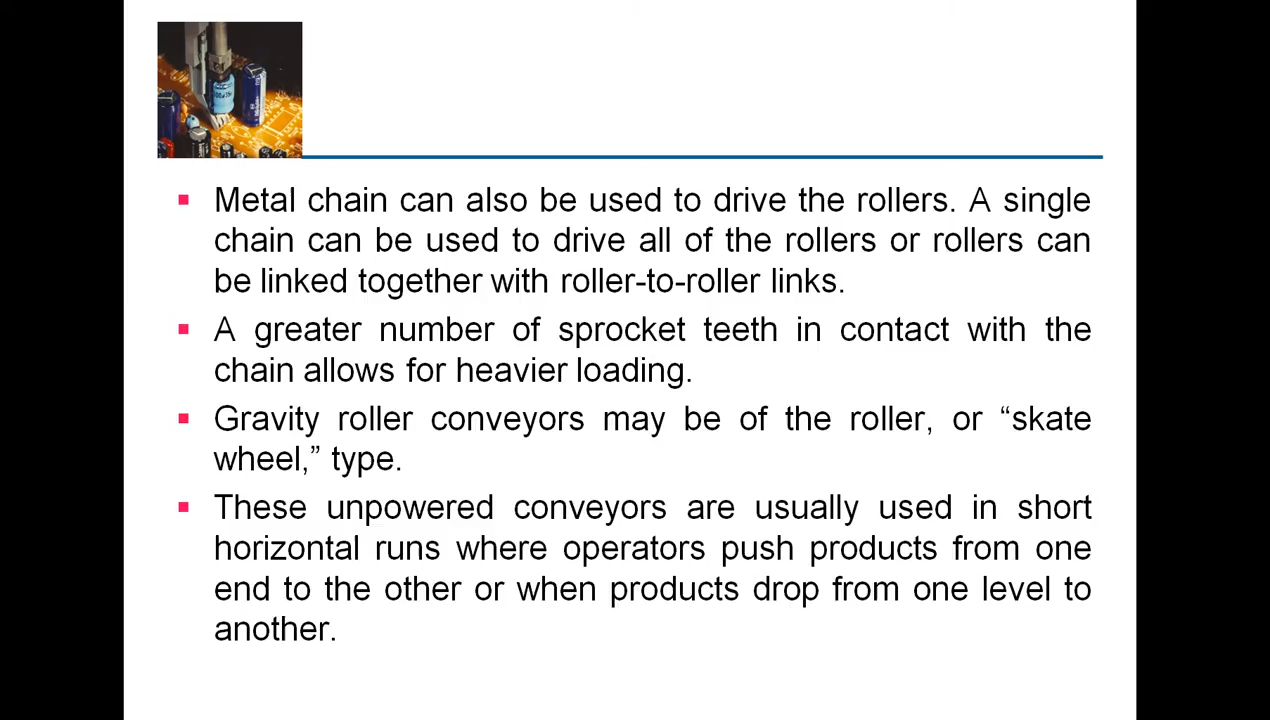 Metal chain can also be used to drive the rollers. A single
chain can be used to drive all of the rollers or rollers can
be linked together with roller-to-roller links.
A greater number of sprocket teeth in contact with the
chain allows for heavier loading.
Gravity roller conveyors may be of the roller, or “skate
wheel,” type.
These unpowered conveyors are usually used in short
horizontal runs where operators push products from one
end to the other or when products drop from one level to
another.